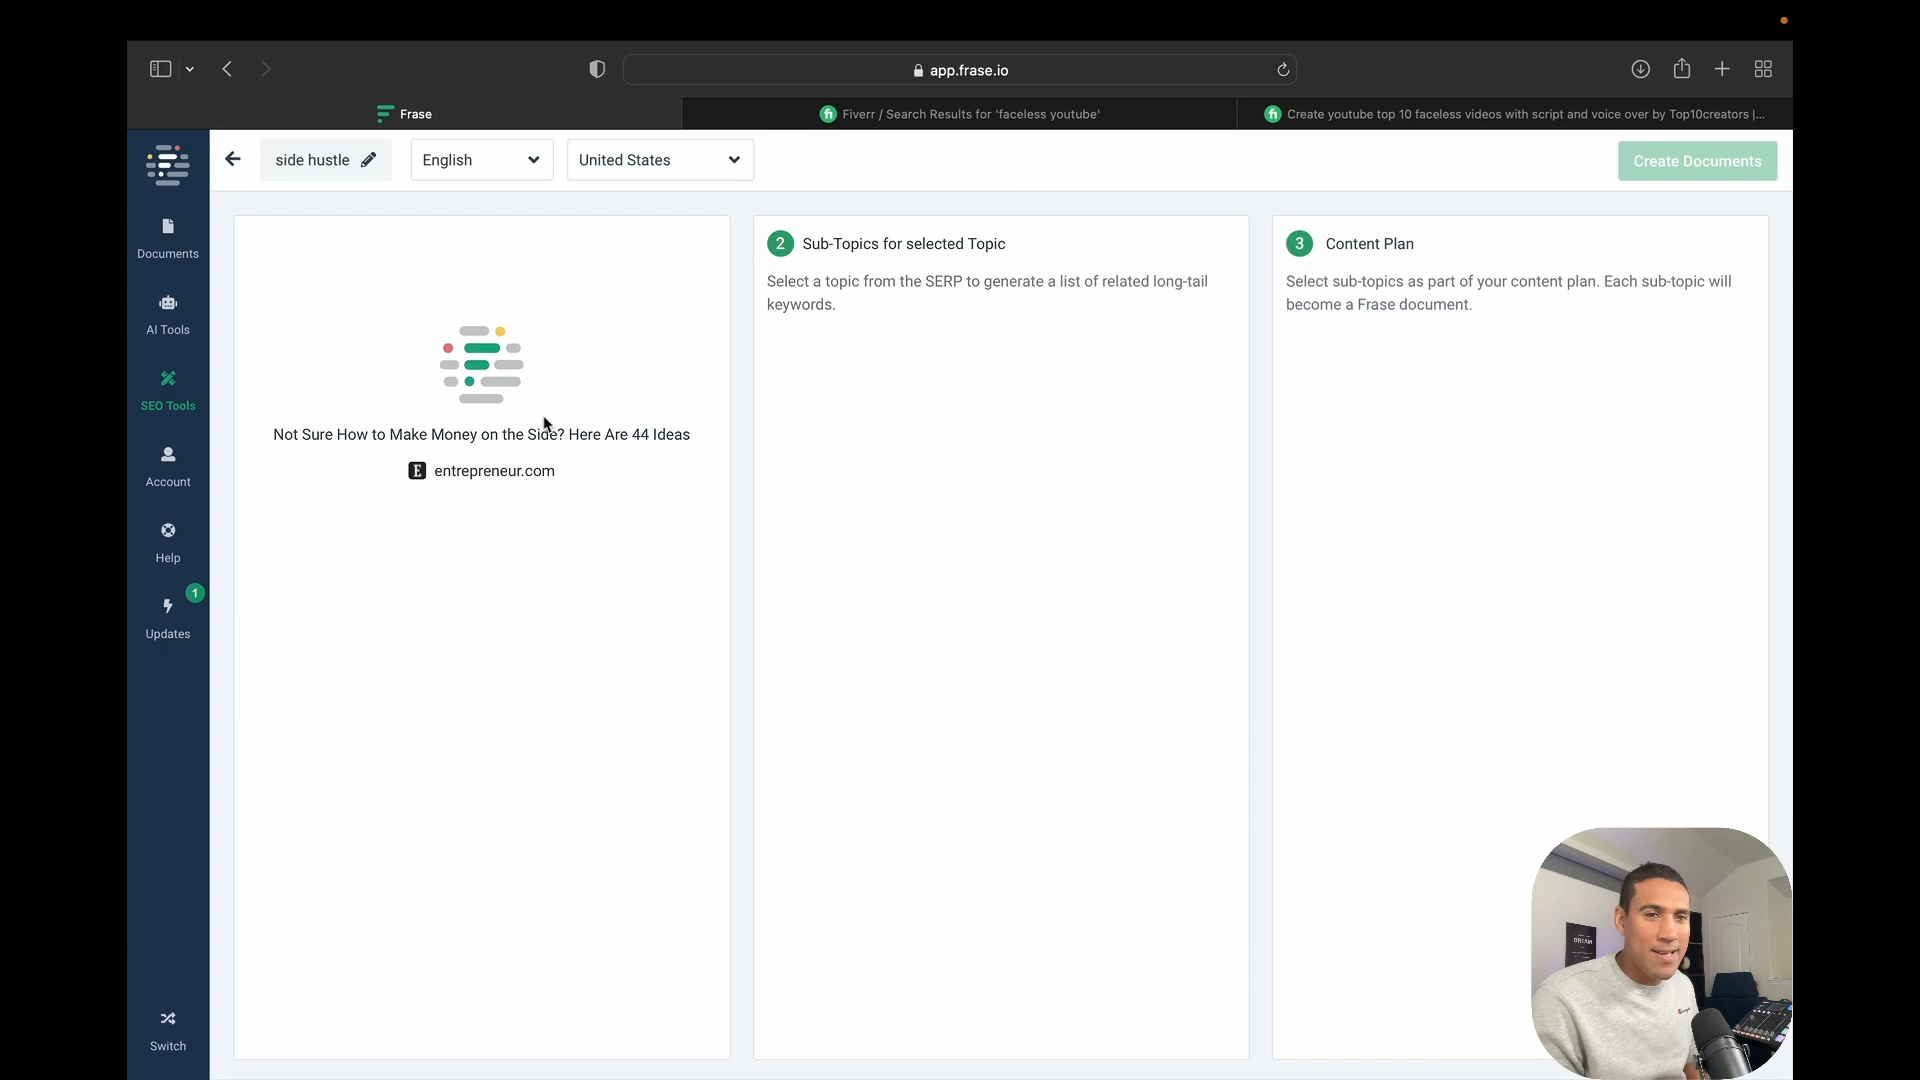 app.frase.io
Frase
Fiverr / Search Results for 'faceless youtube'
Create youtube top 10 faceless videos with script and voice over by Top10creators |...
side hustle
English
United States
Create Documents
Documents
AI Tools
SEO Tools
Account
Help
1
Updates
Switch
Not Sure How to Make Money on the Side? Here Are 44 Ideas
E entrepreneur.com
2 Sub-Topics for selected Topic
Select a topic from the SERP to generate a list of related long-tail
keywords.
3 Content Plan
Select sub-topics as part of your content plan. Each sub-topic will
become a Frase document.
DREAM